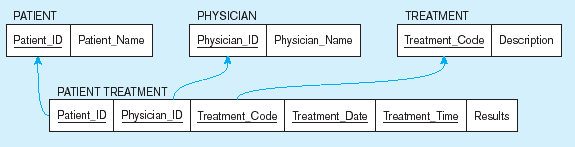 PATIENT PHYSICIAN TREATMENT
Patient_ID Patient_Name Physician_ID Physician_Name Treatment_Code Description
PATIENT TREATMENT
Patient_ID Physician_ID Treatment_Code Treatment_Date Treatment_Time Results